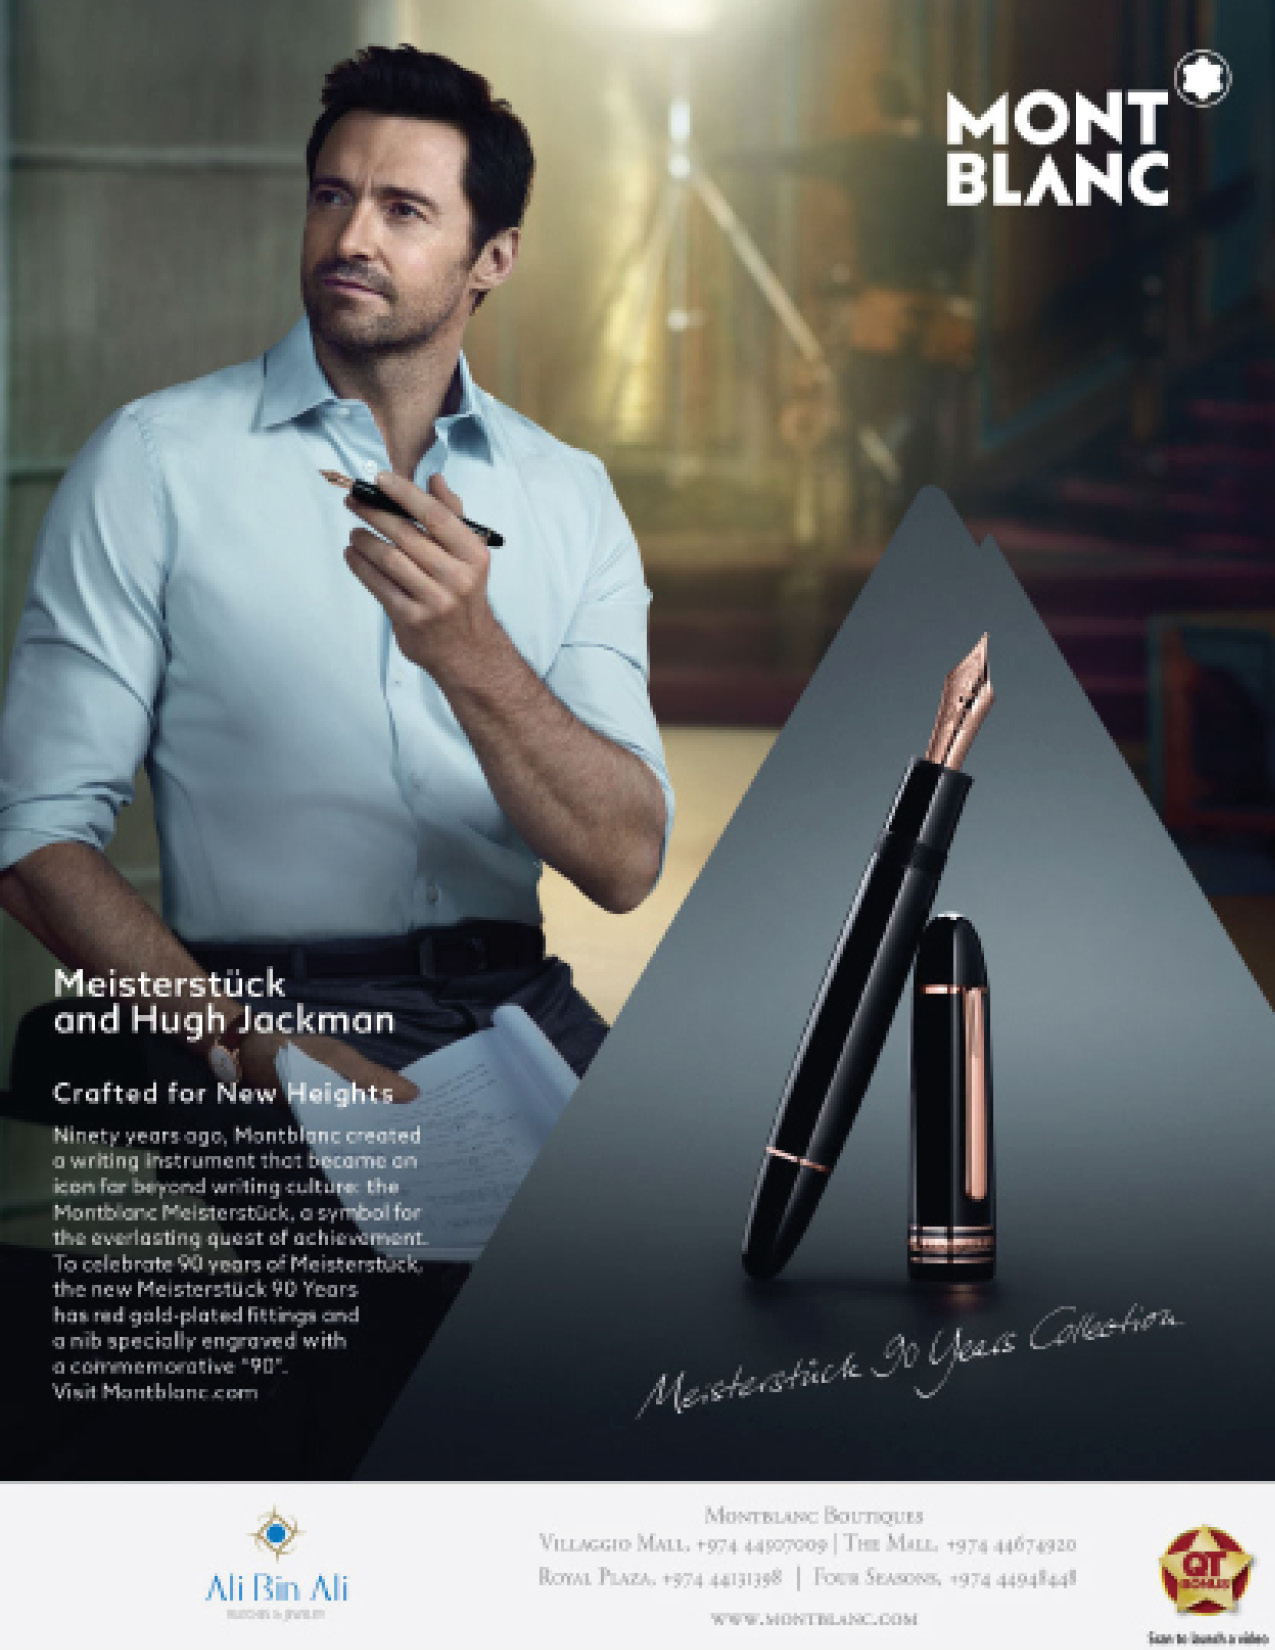 MONT
BLANC
Meisterstück
and Hugh Jackman
Crafted for New Heights
Ninety years ago, Montblanc created
a writing instrument that became an
icon far beyond writing culture: the
Montblanc Meisterstück, a symbol for
the everlasting quest of achievement.
To celebrate 90 years of Meisterstück,
the new Meisterstück 90 Years
has red gold-plated fittings and
a nib specially engraved with
a commemorative "90".
Visit Montblanc.com
Meisterstück 90 Years Collection
Ali Bin Ali
WATCHES & JEWELRY
MONTBLANC BOUTIQUES
VILLAGGIO MALL, +974 44507009 | THE MALL, +974 44674920
ROYAL PLAZA, +974 44131398 | FOUR SEASONS, +974 44948448
WWW.MONTBLANC.COM
QT
BONUS
Scan to launch a video